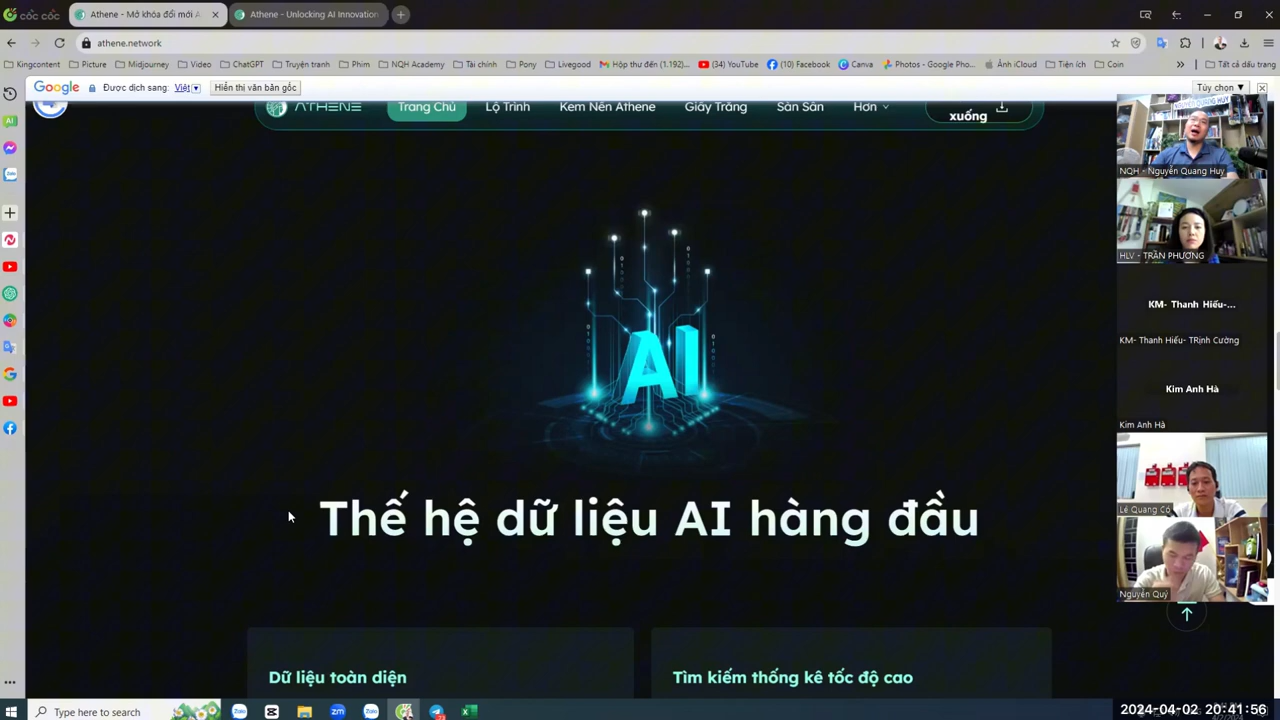 cốc cốc
Athene - Mở khóa đổi mới A
Athene - Unlocking AI Innovation
athene.network
Kingcontent
Picture
Midjourney
Video
ChatGPT
Truyện tranh
Phim
NQH Academy
Tài chính
Pony
Livegood
Hộp thư đến (1.192)...
(34) YouTube
(10) Facebook
Canva
Photos - Google Pho...
Ảnh iCloud
Tiện ích
Coin
Tất cả dấu trang
Google
Được dịch sang: Việt
Hiển thị văn bản gốc
Tùy chọn ▼
ATHENE
Trang Chủ
Lộ Trình
Kem Nền Athene
Giấy Trắng
Săn Sàn
Hơn
xuống
NGUYỄN QUANG HUY
NQH - Nguyễn Quang Huy
HLV - TRẦN PHƯƠNG
KM- Thanh Hiếu-...
KM- Thanh Hiếu- TRịnh Cường
Kim Anh Hà
Kim Anh Hà
Lê Quang Có
Nguyễn Quý
AI
Thế hệ dữ liệu AI hàng đầu
Dữ liệu toàn diện
Tìm kiếm thống kê tốc độ cao
Type here to search
2024-04-02 20:41:56